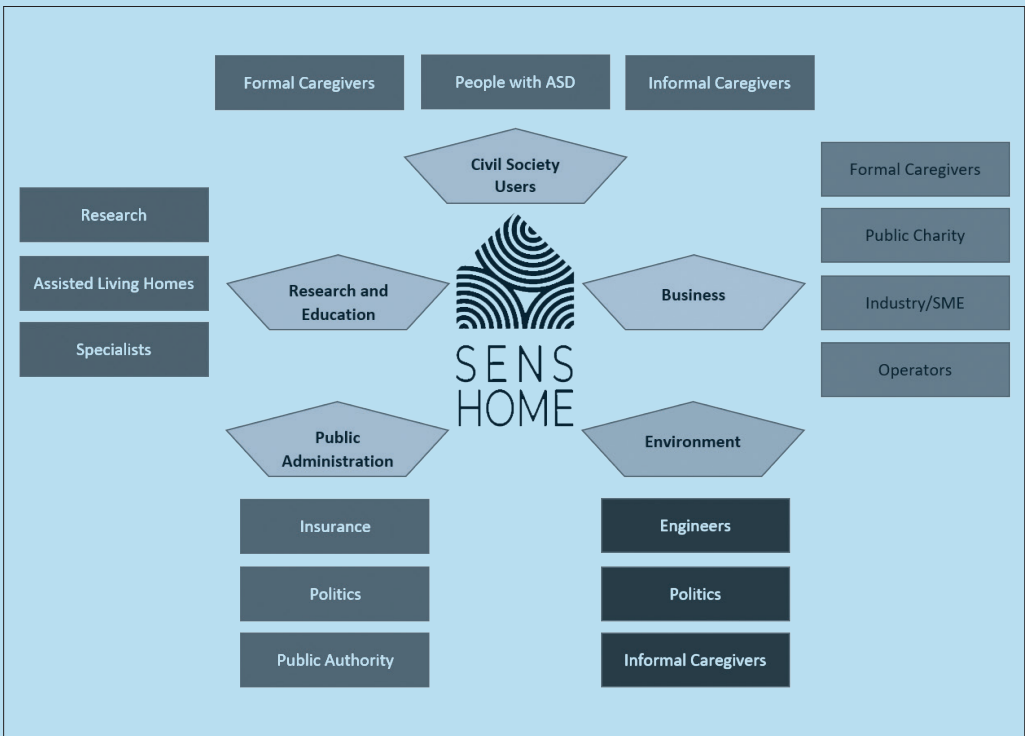 Formal Caregivers
People with ASD
Informal Caregivers
Civil Society
Users
Formal Caregivers
Public Charity
Industry/SME
Operators
Research
Assisted Living Homes
Specialists
Research and
Education
Business
SENS
HOME
Public
Administration
Environment
Insurance
Politics
Public Authority
Engineers
Politics
Informal Caregivers